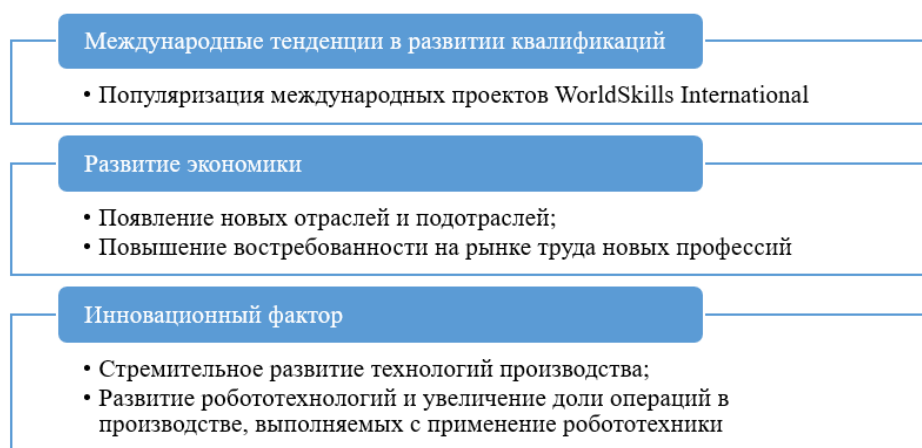 Международные тенденции в развитии квалификаций
• Популяризация международных проектов WorldSkills International
Развитие экономики
• Появление новых отраслей и подотраслей;
• Повышение востребованности на рынке труда новых профессий
Инновационный фактор
• Стремительное развитие технологий производства;
• Развитие робототехнологий и увеличение доли операций в
производстве, выполняемых с применение робототехники